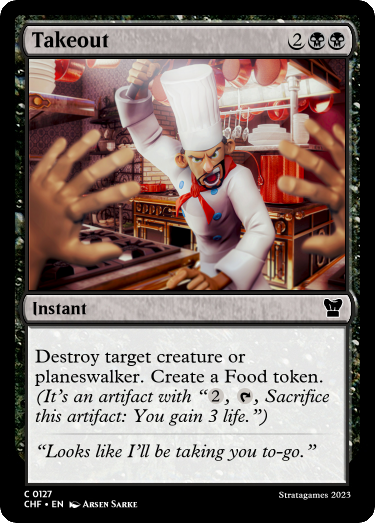 Takeout 2
Instant
Destroy target creature or
planeswalker. Create a Food token.
(It's an artifact with “2, , Sacrifice
this artifact: You gain 3 life.”)
“Looks like I'll be taking you to-go.”
C 0127 Stratagames 2023
CHF • EN Arsen Sarke